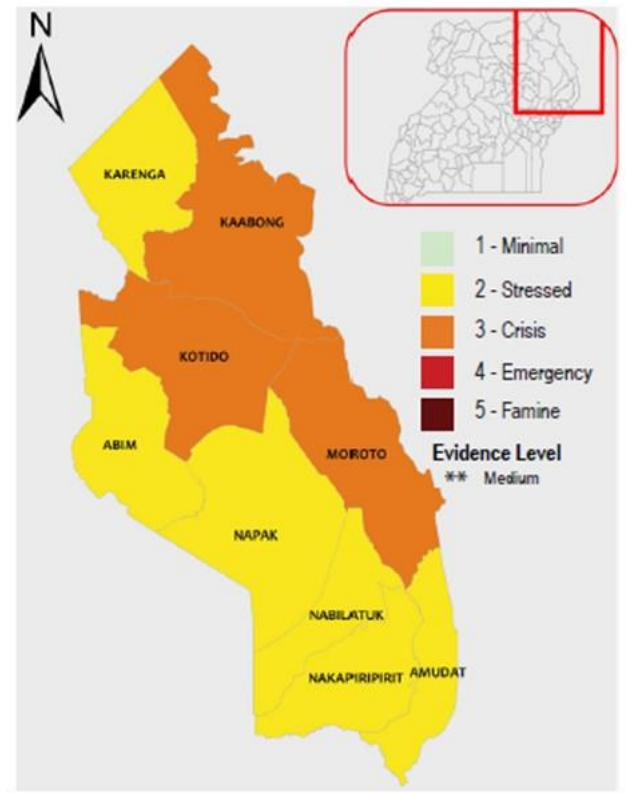 N
KARENGA
KAABONG
1 - Minimal
2 - Stressed
3 - Crisis
KOTIDO
4 - Emergency
5 - Famine
ABIM
MOROTO
Evidence Level
** Medium
NAPAK
NABILATUK
NAKAPIRIPIRIT
AMUDAT